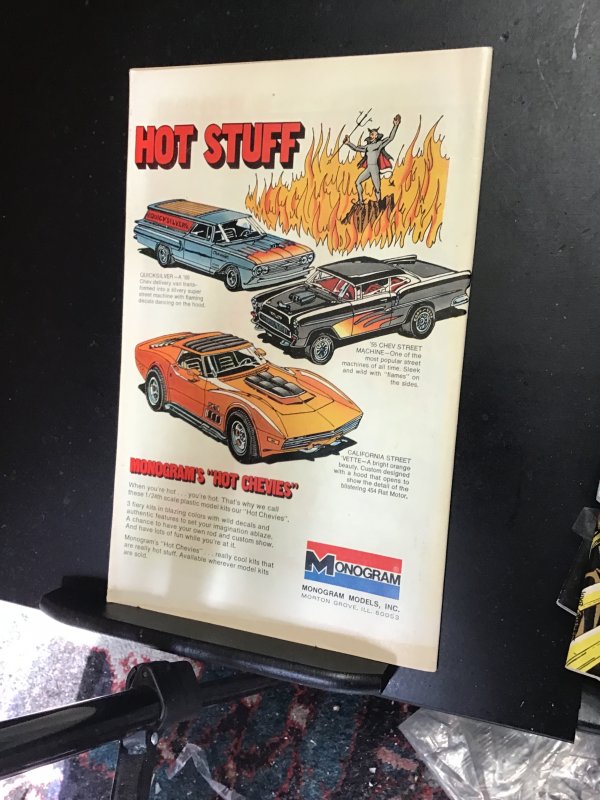 HOT STUFF
QUICKSILVER
QUICKSILVER—A '60
Chev delivery van trans-
formed into a silvery super
street machine with flaming
decals dancing on the hood.
'55 CHEV STREET
MACHINE—One of the
most popular street
machines of all time. Sleek
and wild with "flames" on
the sides.
CALIFORNIA STREET
'VETTE—A bright orange
beauty. Custom designed
with a hood that opens to
show the detail of the
blistering 454 Rat Motor.
MONOGRAM'S "HOT CHEVIES"
When you're hot . . . you're hot. That's why we call
these 1/24th scale plastic model kits our "Hot Chevies".
3 fiery kits in blazing colors with wild decals and
authentic features to set your imagination ablaze.
A chance to have your own rod and custom show.
And have lots of fun while you're at it.
Monogram's "Hot Chevies" . . . really cool kits that
are really hot stuff. Available wherever model kits
are sold.
MONOGRAM
MONOGRAM MODELS, INC.
MORTON GROVE, ILL. 60053